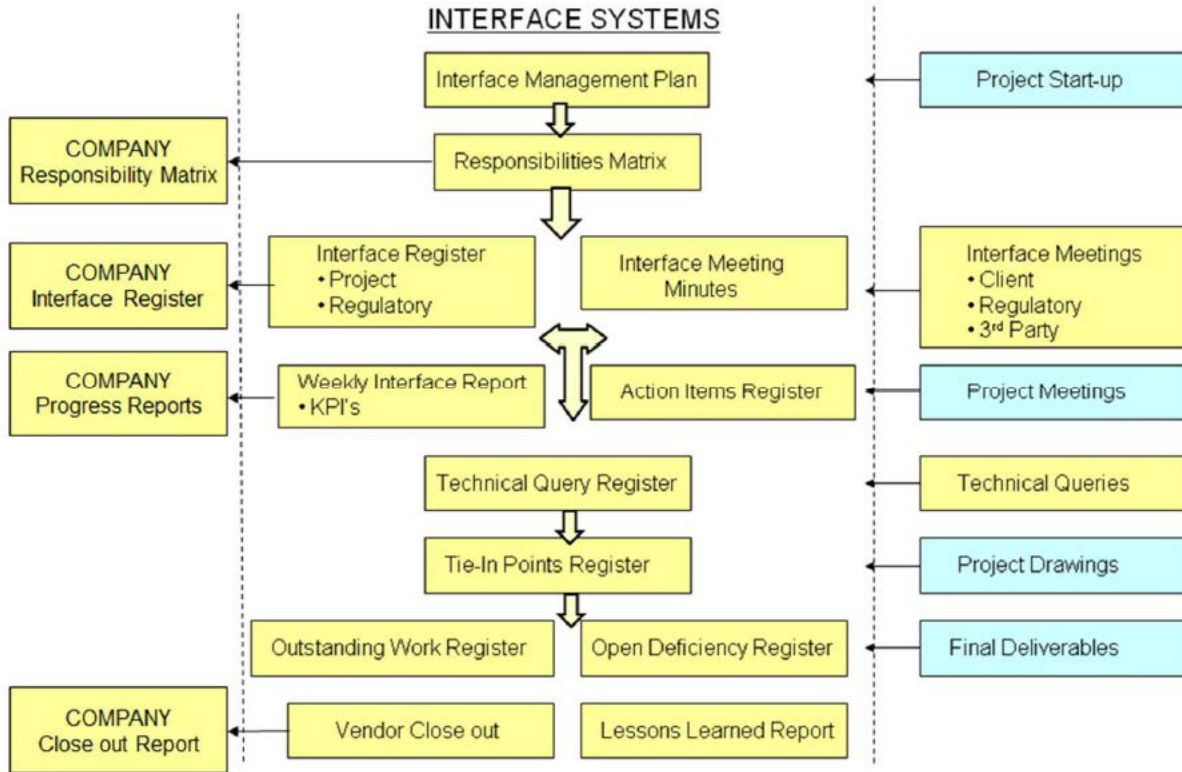 INTERFACE SYSTEMS
Interface Management Plan
Project Start-up
COMPANY
Responsibility Matrix
Responsibilities Matrix
COMPANY
Interface Register
Interface Register
• Project
• Regulatory
Interface Meeting
Minutes
Interface Meetings
• Client
• Regulatory
• 3rd Party
COMPANY
Progress Reports
Weekly Interface Report
• KPI's
Action Items Register
Project Meetings
Technical Query Register
Technical Queries
Tie-In Points Register
Project Drawings
Outstanding Work Register
Open Deficiency Register
Final Deliverables
COMPANY
Close out Report
Vendor Close out
Lessons Learned Report